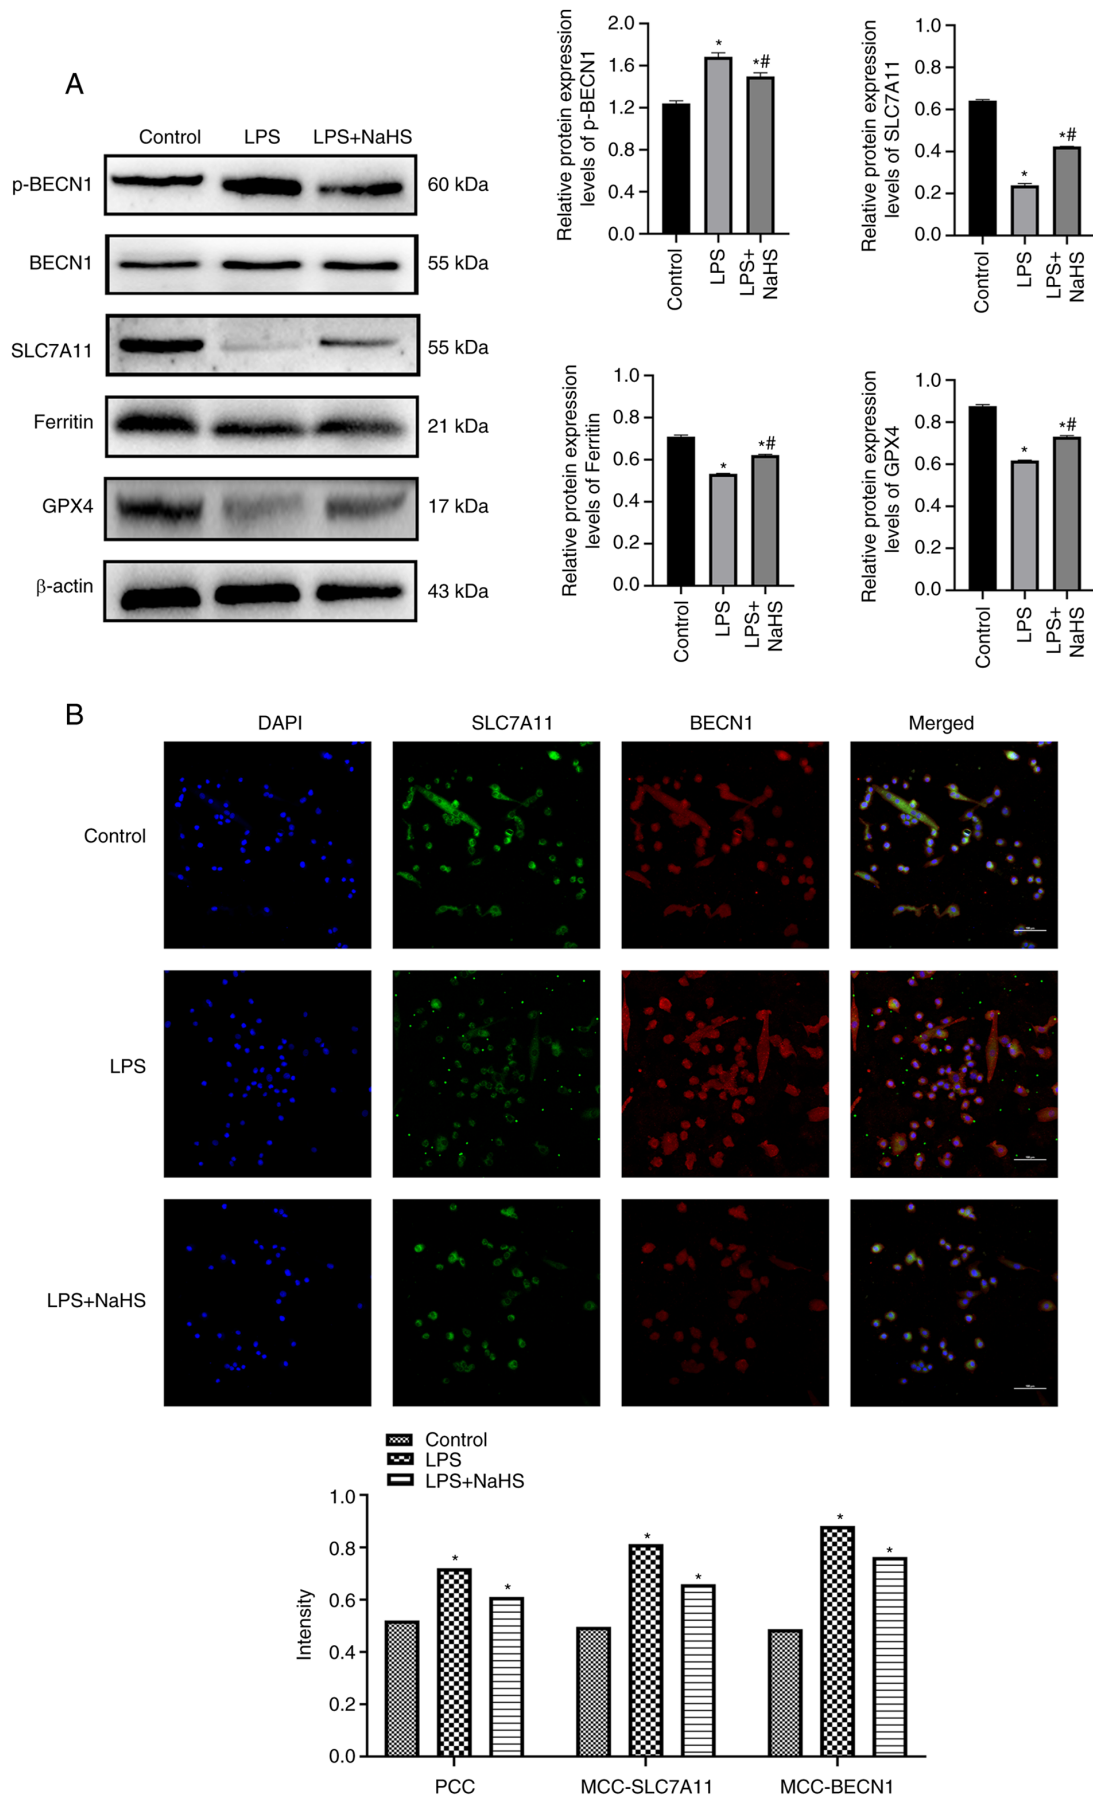 A
Control LPS LPS+NaHS
p-BECN1 60 kDa
BECN1 55 kDa
SLC7A11 55 kDa
Ferritin 21 kDa
GPX4 17 kDa
β-actin 43 kDa
Relative protein expression
levels of p-BECN1
2.0
1.6
1.2
0.8
0.4
0.0
*
*#
Control
LPS
LPS+
NaHS
Relative protein expression
levels of SLC7A11
1.0
0.8
0.6
0.4
0.2
0.0
*
*#
Control
LPS
LPS+
NaHS
Relative protein expression
levels of Ferritin
1.0
0.8
0.6
0.4
0.2
0.0
*
*#
Control
LPS
LPS+
NaHS
Relative protein expression
levels of GPX4
1.0
0.8
0.6
0.4
0.2
0.0
*
*#
Control
LPS
LPS+
NaHS
B
DAPI SLC7A11 BECN1 Merged
Control
LPS
LPS+NaHS
Control
LPS
LPS+NaHS
Intensity
1.0
0.8
0.6
0.4
0.2
0.0
* *
* *
* *
PCC MCC-SLC7A11 MCC-BECN1